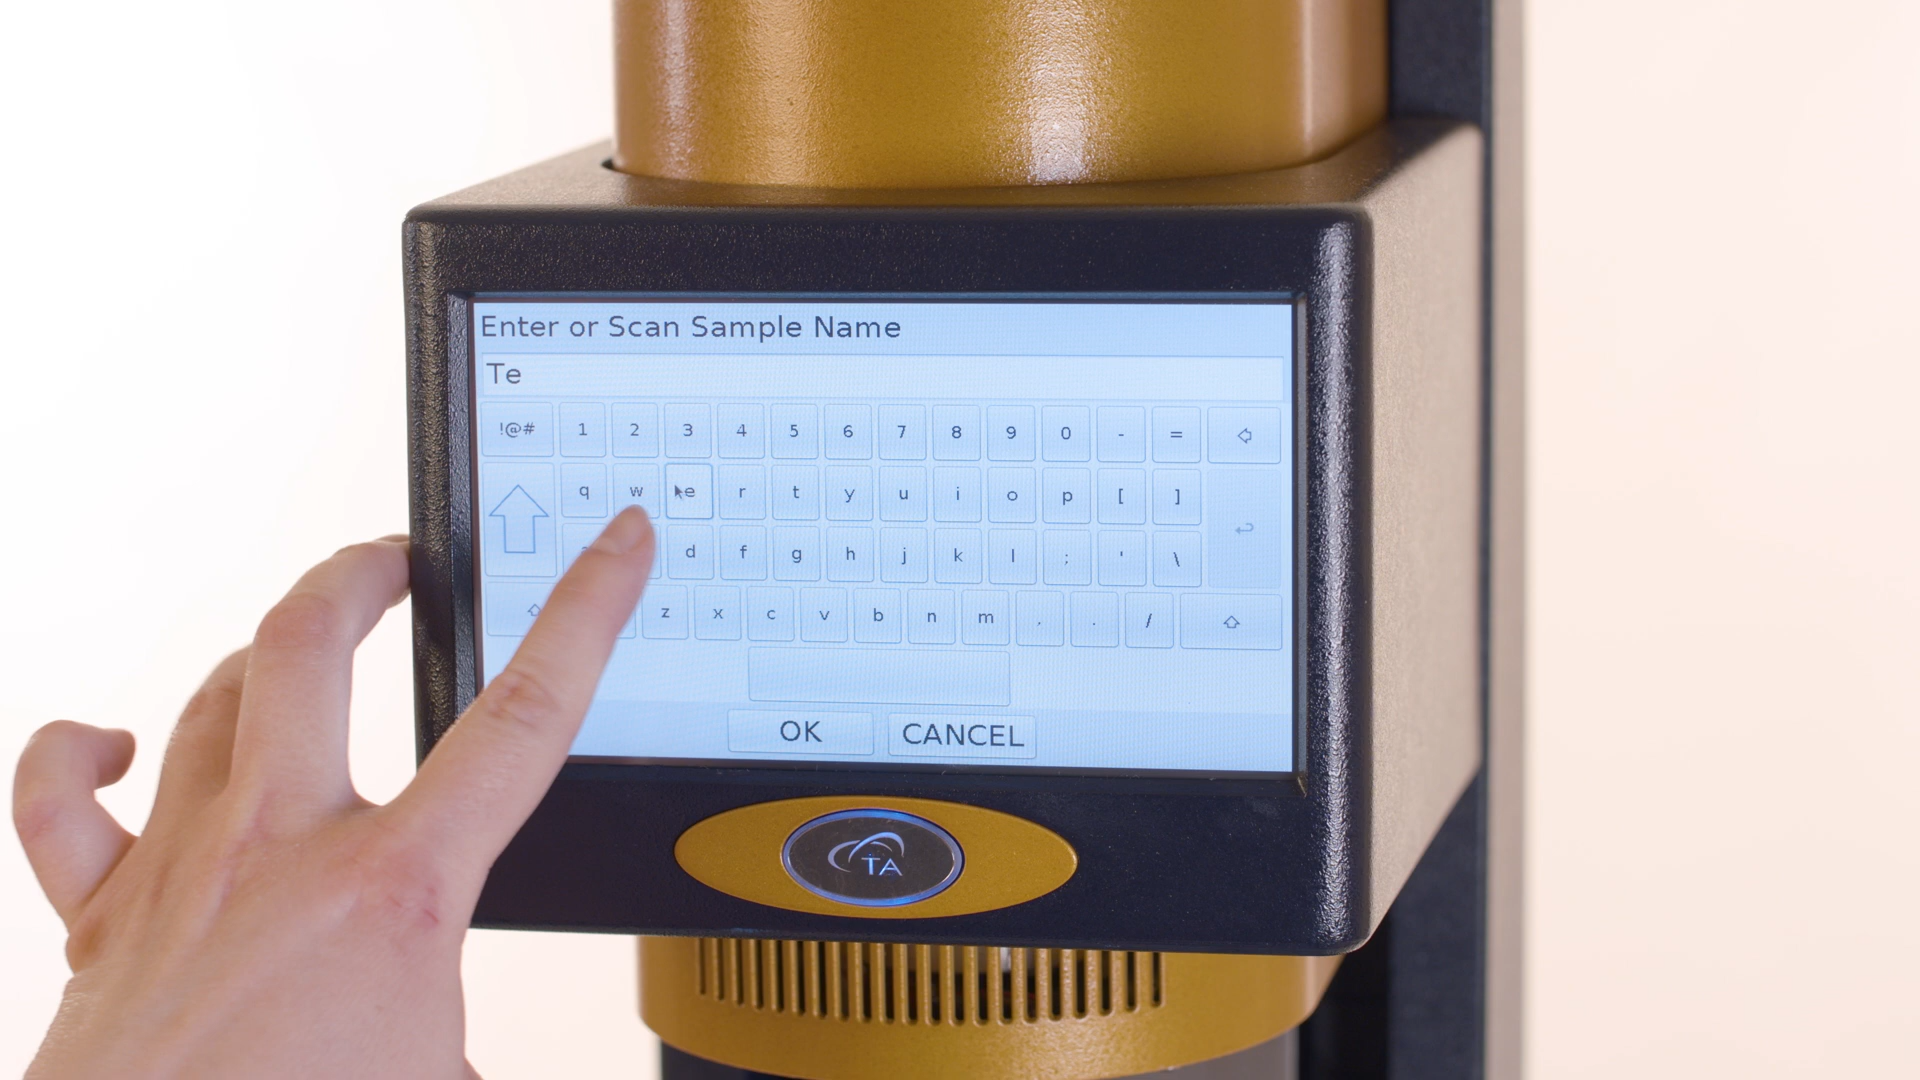 Enter or Scan Sample Name
Te
!@# 1 2 3 4 5 6 7 8 9 0 - =
q w e r t y u i o p [ ]
d f g h j k l ; ' \
z x c v b n m , . /
OK CANCEL
TA